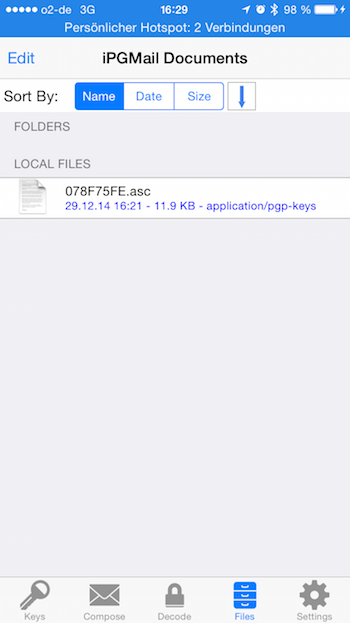 o2-de 3G 16:29 98 %
Persönlicher Hotspot: 2 Verbindungen
Edit iPGMail Documents
Sort By: Name Date Size
FOLDERS
LOCAL FILES
078F75FE.asc
29.12.14 16:21 - 11.9 KB - application/pgp-keys
Keys Compose Decode Files Settings